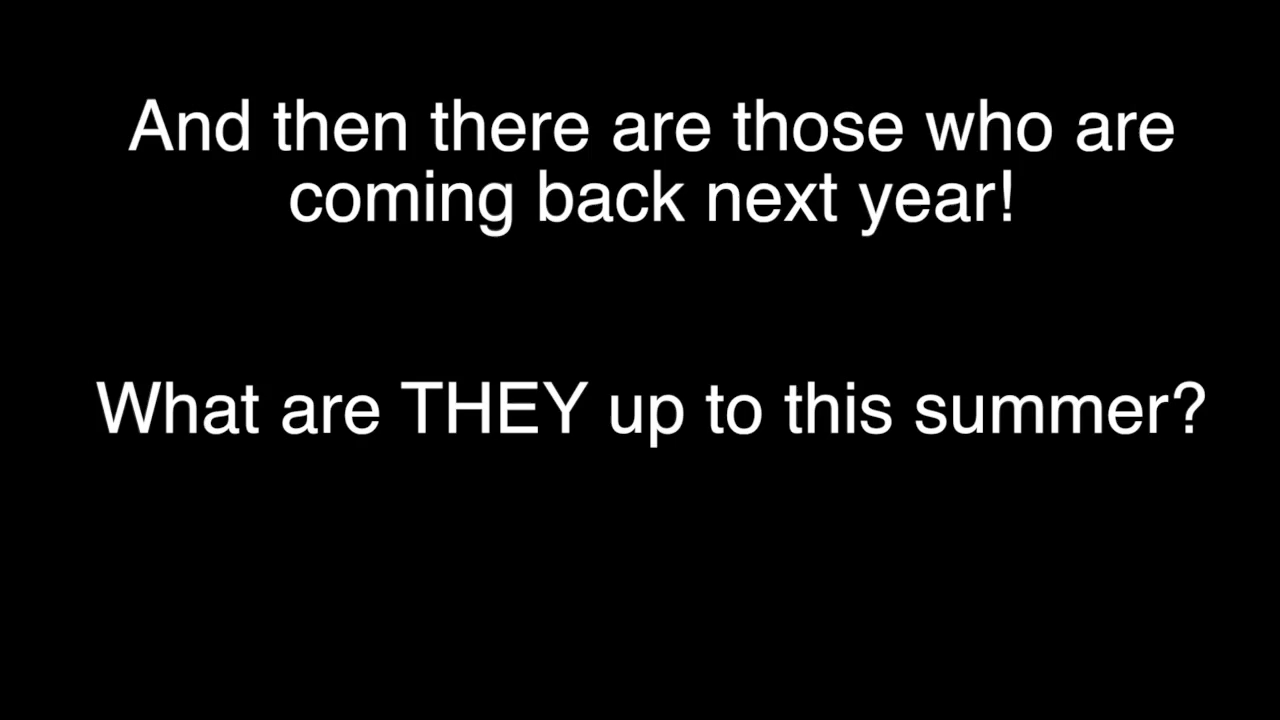 And then there are those who are
coming back next year!
What are THEY up to this summer?